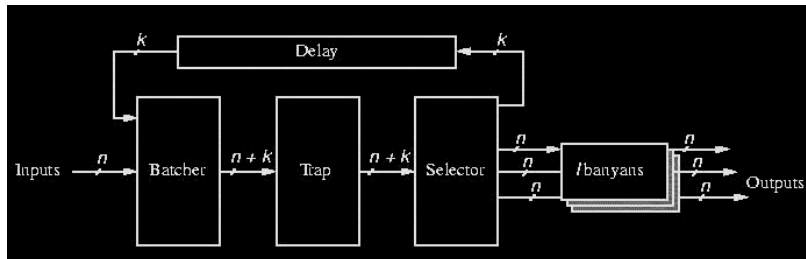 k
Delay
k
Inputs
n
Batcher
n + k
Trap
n + k
Selector
n
n
n
l banyans
n
n
n
Outputs